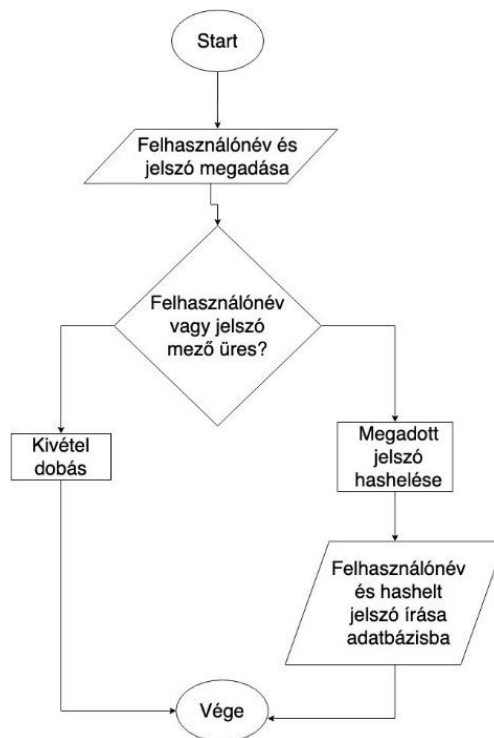 Start
Felhasználónév és
jelszó megadása
Felhasználónév
vagy jelszó
mező üres?
Kivétel
dobás
Megadott
jelszó
hashelése
Felhasználónév
és hashelt
jelszó írása
adatbázisba
Vége